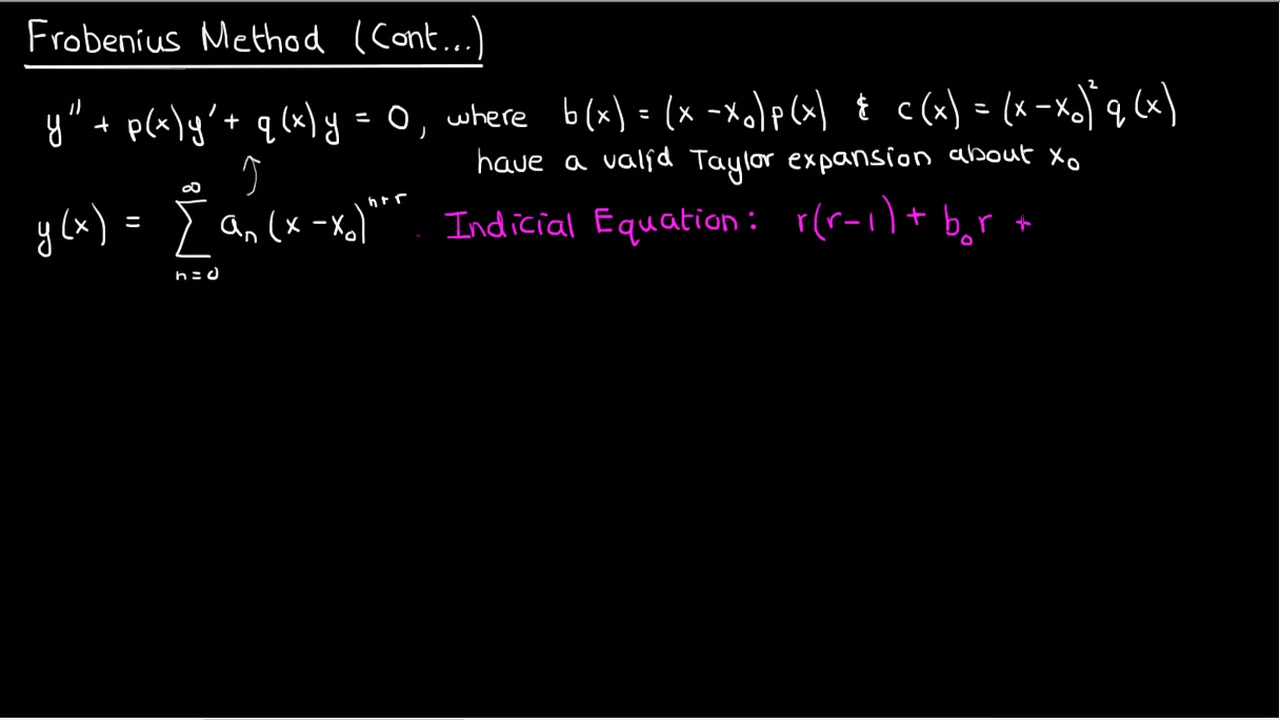 Frobenius Method (Cont...)
y'' + p(x)y' + q(x)y = 0, where b(x) = (x - x₀)p(x) & c(x) = (x - x₀)² q(x)
have a valid Taylor expansion about x₀
y(x) = ∑_{n=0}^{∞} aₙ(x - x₀)^{n+r} . Indicial Equation: r(r-1) + b₀r +